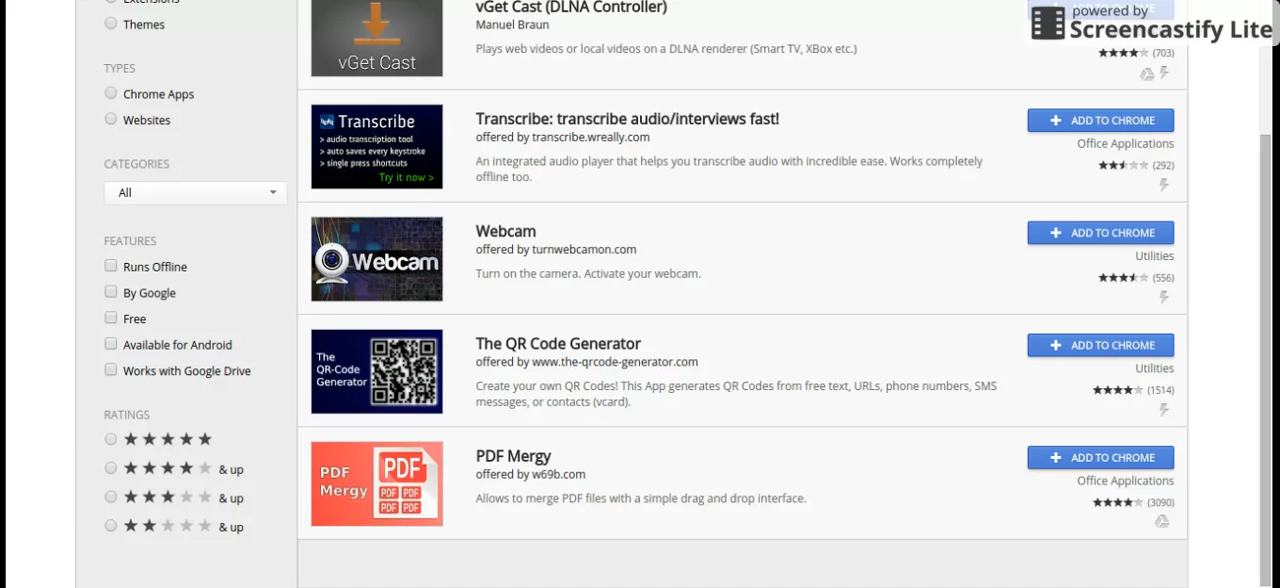 Extensions
Themes
TYPES
Chrome Apps
Websites
CATEGORIES
All
FEATURES
Runs Offline
By Google
Free
Available for Android
Works with Google Drive
RATINGS
& up
& up
& up
vGet Cast
vGet Cast (DLNA Controller)
Manuel Braun
Plays web videos or local videos on a DLNA renderer (Smart TV, XBox etc.)
(703)
powered by
Screencastify Lite
Transcribe
> audio transcription tool
> auto saves every keystroke
> single press shortcuts
Try it now >
Transcribe: transcribe audio/interviews fast!
offered by transcribe.wreally.com
An integrated audio player that helps you transcribe audio with incredible ease. Works completely
offline too.
ADD TO CHROME
Office Applications
(292)
Webcam
Webcam
offered by turnwebcamon.com
Turn on the camera. Activate your webcam.
ADD TO CHROME
Utilities
(556)
The
QR-Code
Generator
The QR Code Generator
offered by www.the-qrcode-generator.com
Create your own QR Codes! This App generates QR Codes from free text, URLs, phone numbers, SMS
messages, or contacts (vcard).
ADD TO CHROME
Utilities
(1514)
PDF
Mergy
PDF
PDF PDF
PDF PDF
PDF Mergy
offered by w69b.com
Allows to merge PDF files with a simple drag and drop interface.
ADD TO CHROME
Office Applications
(3090)